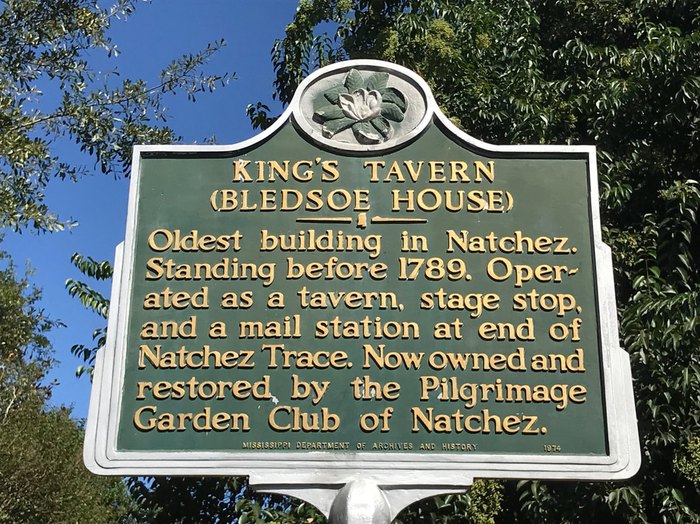 KING'S TAVERN
(BLEDSOE HOUSE)
Oldest building in Natchez.
Standing before 1789. Oper-
ated as a tavern, stage stop,
and a mail station at end of
Natchez Trace. Now owned and
restored by the Pilgrimage
Garden Club of Natchez.
MISSISSIPPI DEPARTMENT OF ARCHIVES AND HISTORY 1974